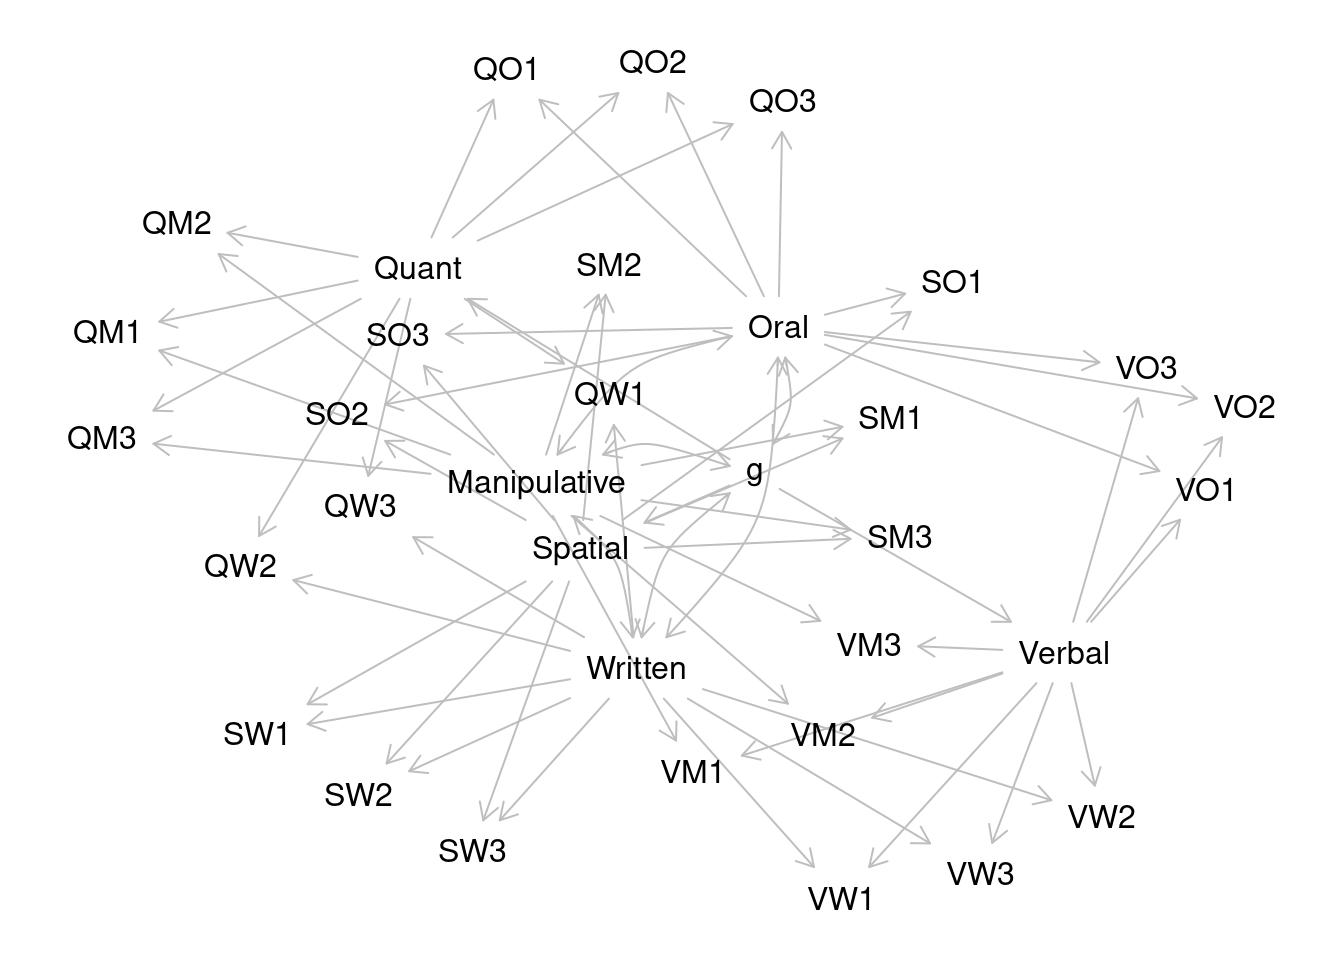 QO1
QO2
QO3
QM2
Quant
SM2
SO1
QM1
SO3
Oral
VO3
QW1
VO2
SO2
SM1
QM3
g
Manipulative
VO1
QW3
SM3
Spatial
QW2
VM3
Verbal
Written
SW1
VM2
VM1
SW2
VW2
SW3
VW3
VW1